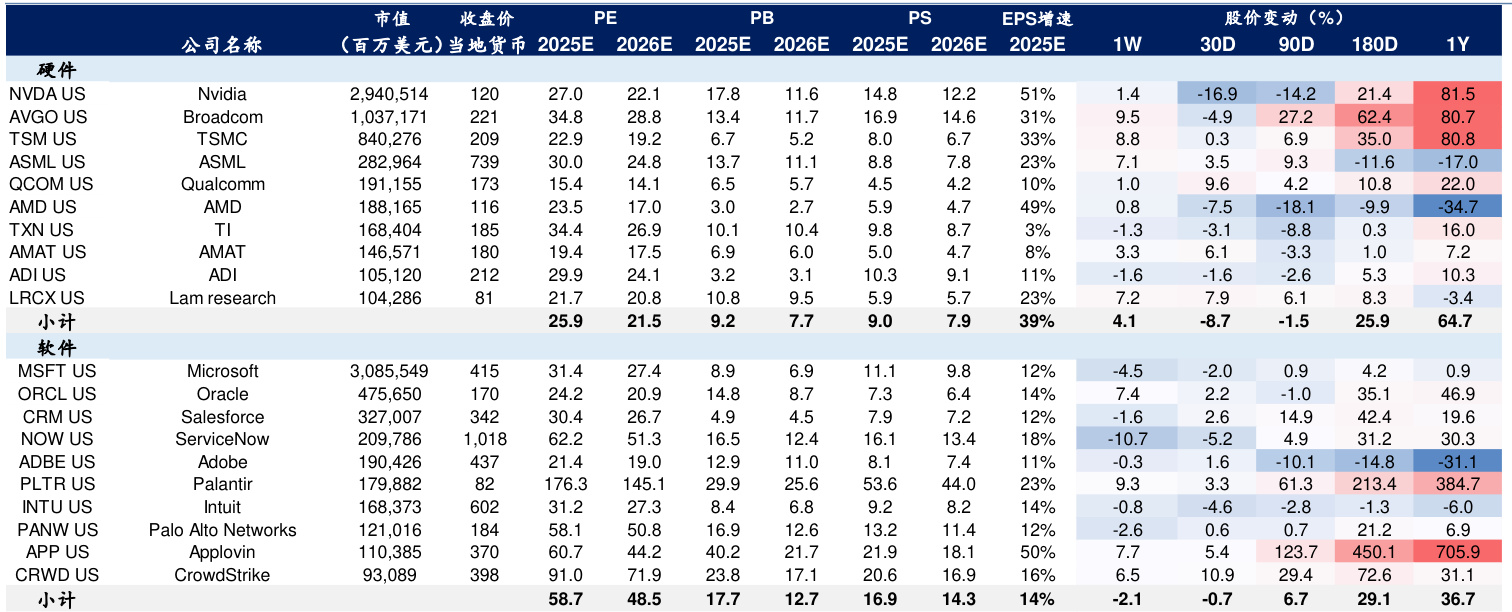 市值 收盘价 PE PB PS EPS增速 股价变动（%）
公司名称 （百万美元） 当地货币 2025E 2026E 2025E 2026E 2025E 2026E 2025E 1W 30D 90D 180D 1Y
硬件
NVDA US Nvidia 2,940,514 120 27.0 22.1 17.8 11.6 14.8 12.2 51% 1.4 -16.9 -14.2 21.4 81.5
AVGO US Broadcom 1,037,171 221 34.8 28.8 13.4 11.7 16.9 14.6 31% 9.5 -4.9 27.2 62.4 80.7
TSM US TSMC 840,276 209 22.9 19.2 6.7 5.2 8.0 6.7 33% 8.8 0.3 6.9 35.0 80.8
ASML US ASML 282,964 739 30.0 24.8 13.7 11.1 8.8 7.8 23% 7.1 3.5 9.3 -11.6 -17.0
QCOM US Qualcomm 191,155 173 15.4 14.1 6.5 5.7 4.5 4.2 10% 1.0 9.6 4.2 10.8 22.0
AMD US AMD 188,165 116 23.5 17.0 3.0 2.7 5.9 4.7 49% 0.8 -7.5 -18.1 -9.9 -34.7
TXN US TI 168,404 185 34.4 26.9 10.1 10.4 9.8 8.7 3% -1.3 -3.1 -8.8 0.3 16.0
AMAT US AMAT 146,571 180 19.4 17.5 6.9 6.0 5.0 4.7 8% 3.3 6.1 -3.3 1.0 7.2
ADI US ADI 105,120 212 29.9 24.1 3.2 3.1 10.3 9.1 11% -1.6 -1.6 -2.6 5.3 10.3
LRCX US Lam research 104,286 81 21.7 20.8 10.8 9.5 5.9 5.7 23% 7.2 7.9 6.1 8.3 -3.4
小计 25.9 21.5 9.2 7.7 9.0 7.9 39% 4.1 -8.7 -1.5 25.9 64.7
软件
MSFT US Microsoft 3,085,549 415 31.4 27.4 8.9 6.9 11.1 9.8 12% -4.5 -2.0 0.9 4.2 0.9
ORCL US Oracle 475,650 170 24.2 20.9 14.8 8.7 7.3 6.4 14% 7.4 2.2 -1.0 35.1 46.9
CRM US Salesforce 327,007 342 30.4 26.7 4.9 4.5 7.9 7.2 12% -1.6 2.6 14.9 42.4 19.6
NOW US ServiceNow 209,786 1,018 62.2 51.3 16.5 12.4 16.1 13.4 18% -10.7 -5.2 4.9 31.2 30.3
ADBE US Adobe 190,426 437 21.4 19.0 12.9 11.0 8.1 7.4 11% -0.3 1.6 -10.1 -14.8 -31.1
PLTR US Palantir 179,882 82 176.3 145.1 29.9 25.6 53.6 44.0 23% 9.3 3.3 61.3 213.4 384.7
INTU US Intuit 168,373 602 31.2 27.3 8.4 6.8 9.2 8.2 14% -0.8 -4.6 -2.8 -1.3 -6.0
PANW US Palo Alto Networks 121,016 184 58.1 50.8 16.9 12.6 13.2 11.4 12% -2.6 0.6 0.7 21.2 6.9
APP US Applovin 110,385 370 60.7 44.2 40.2 21.7 21.9 18.1 50% 7.7 5.4 123.7 450.1 705.9
CRWD US CrowdStrike 93,089 398 91.0 71.9 23.8 17.1 20.6 16.9 16% 6.5 10.9 29.4 72.6 31.1
小计 58.7 48.5 17.7 12.7 16.9 14.3 14% -2.1 -0.7 6.7 29.1 36.7